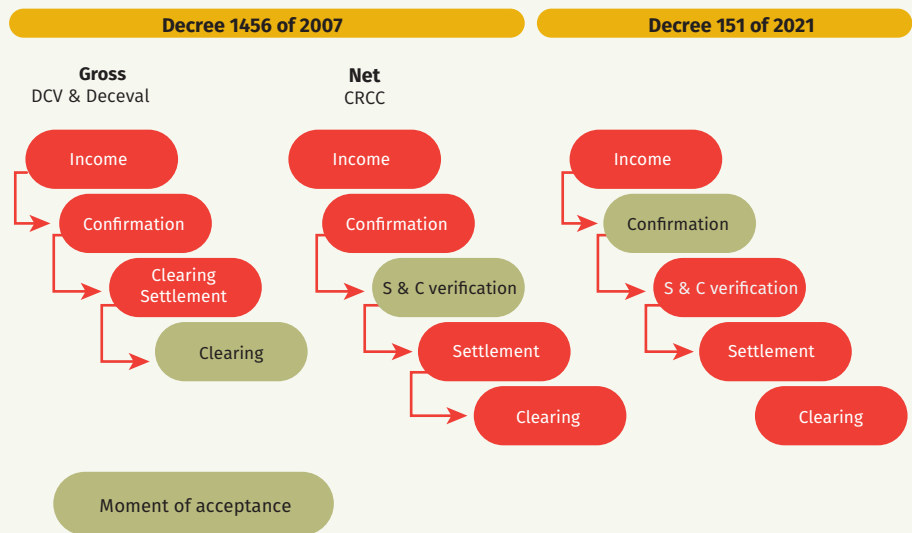 Decree 1456 of 2007
Decree 151 of 2021
Gross
DCV & Deceval
Net
CRCC
Income
Confirmation
Clearing
Settlement
Clearing
Income
Confirmation
S & C verification
Settlement
Clearing
Income
Confirmation
S & C verification
Settlement
Clearing
Moment of acceptance